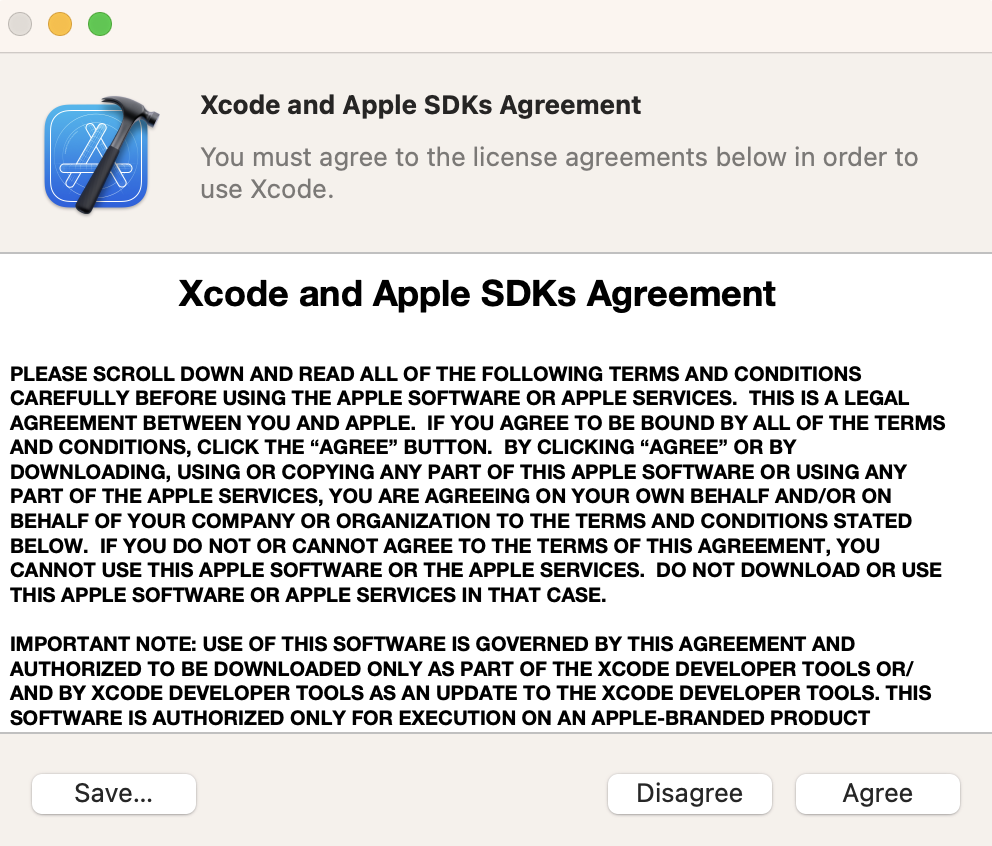 Xcode and Apple SDKs Agreement
You must agree to the license agreements below in order to
use Xcode.
Xcode and Apple SDKs Agreement
PLEASE SCROLL DOWN AND READ ALL OF THE FOLLOWING TERMS AND CONDITIONS
CAREFULLY BEFORE USING THE APPLE SOFTWARE OR APPLE SERVICES.  THIS IS A LEGAL
AGREEMENT BETWEEN YOU AND APPLE.  IF YOU AGREE TO BE BOUND BY ALL OF THE TERMS
AND CONDITIONS, CLICK THE “AGREE” BUTTON.  BY CLICKING “AGREE” OR BY
DOWNLOADING, USING OR COPYING ANY PART OF THIS APPLE SOFTWARE OR USING ANY
PART OF THE APPLE SERVICES, YOU ARE AGREEING ON YOUR OWN BEHALF AND/OR ON
BEHALF OF YOUR COMPANY OR ORGANIZATION TO THE TERMS AND CONDITIONS STATED
BELOW.  IF YOU DO NOT OR CANNOT AGREE TO THE TERMS OF THIS AGREEMENT, YOU
CANNOT USE THIS APPLE SOFTWARE OR THE APPLE SERVICES.  DO NOT DOWNLOAD OR USE
THIS APPLE SOFTWARE OR APPLE SERVICES IN THAT CASE.
IMPORTANT NOTE: USE OF THIS SOFTWARE IS GOVERNED BY THIS AGREEMENT AND
AUTHORIZED TO BE DOWNLOADED ONLY AS PART OF THE XCODE DEVELOPER TOOLS OR/
AND BY XCODE DEVELOPER TOOLS AS AN UPDATE TO THE XCODE DEVELOPER TOOLS. THIS
SOFTWARE IS AUTHORIZED ONLY FOR EXECUTION ON AN APPLE-BRANDED PRODUCT
Save... Disagree Agree